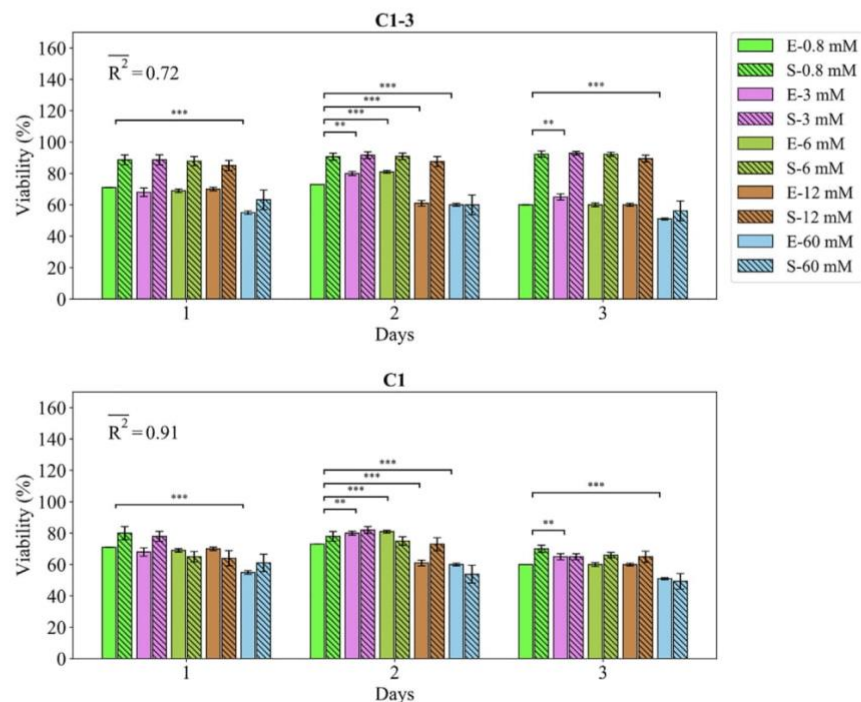 C1-3
160
140
120
100
80
60
40
20
0
Viability (%)
R² = 0.72
***
**
***
***
***
**
***
1 2 3
Days
E-0.8 mM
S-0.8 mM
E-3 mM
S-3 mM
E-6 mM
S-6 mM
E-12 mM
S-12 mM
E-60 mM
S-60 mM
C1
160
140
120
100
80
60
40
20
0
Viability (%)
R² = 0.91
***
**
***
***
***
**
***
1 2 3
Days